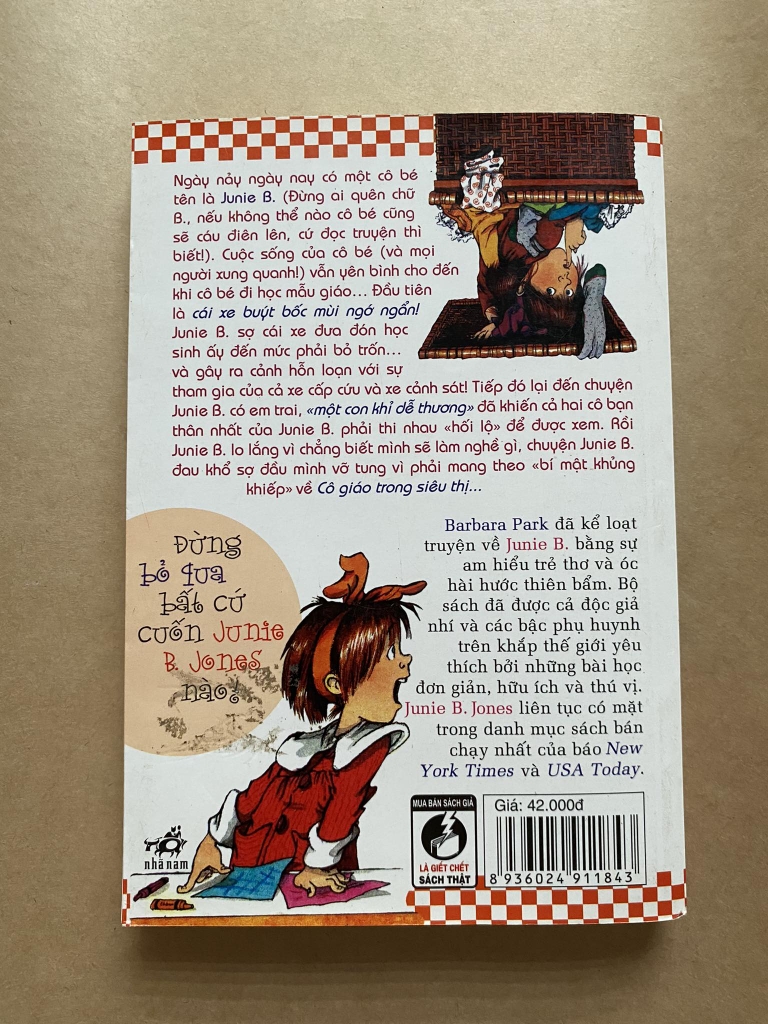 Ngày nảy ngày nay có một cô bé
tên là Junie B. (Đừng ai quên chữ
B., nếu không thể nào cô bé cũng
sẽ cáu điên lên, cứ đọc truyện thì
biết!). Cuộc sống của cô bé (và mọi
người xung quanh!) vẫn yên bình cho đến
khi cô bé đi học mẫu giáo... Đầu tiên
là cái xe buýt bốc mùi ngớ ngẩn!
Junie B. sợ cái xe đưa đón học
sinh ấy đến mức phải bỏ trốn...
và gây ra cảnh hỗn loạn với sự
tham gia của cả xe cấp cứu và xe cảnh sát! Tiếp đó lại đến chuyện
Junie B. có em trai, «một con khỉ dễ thương» đã khiến cả hai cô bạn
thân nhất của Junie B. phải thi nhau «hối lộ» để được xem. Rồi
Junie B. lo lắng vì chẳng biết mình sẽ làm nghề gì, chuyện Junie B.
đau khổ sợ đầu mình vỡ tung vì phải mang theo «bí mật khủng
khiếp» về Cô giáo trong siêu thị...
Đừng
bỏ qua
bất cứ
cuốn Junie
B. Jones
nào!
Barbara Park đã kể loạt
truyện về Junie B. bằng sự
am hiểu trẻ thơ và óc
hài hước thiên bẩm. Bộ
sách đã được cả độc giả
nhí và các bậc phụ huynh
trên khắp thế giới yêu
thích bởi những bài học
đơn giản, hữu ích và thú vị.
Junie B. Jones liên tục có mặt
trong danh mục sách bán
chạy nhất của báo New
York Times và USA Today.
nhã nam
MUA BÁN SÁCH GIẢ
LÀ GIẾT CHẾT
SÁCH THẬT
Giá: 42.000đ
8 936024 911843